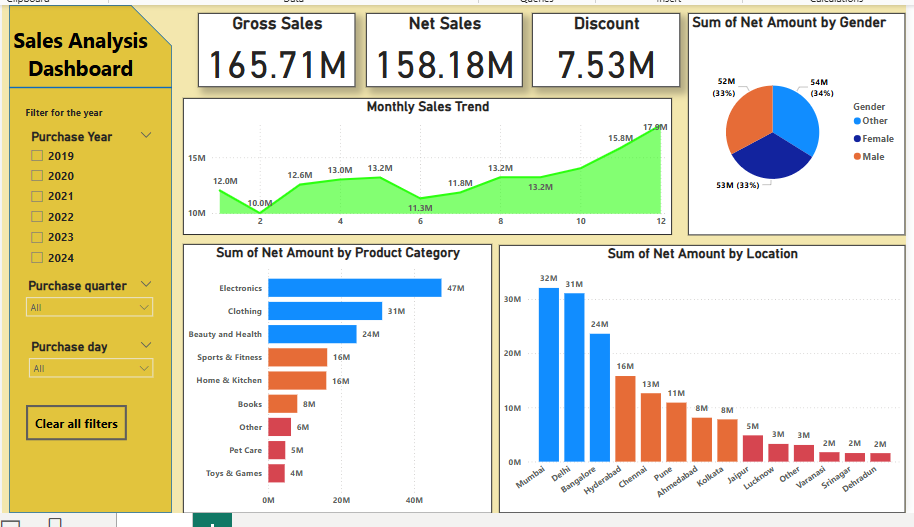 Clipboard
Data
Queries
Insert
Calculations
Sales Analysis
Dashboard
Filter for the year
Purchase Year
2019
2020
2021
2022
2023
2024
Purchase quarter
All
Purchase day
All
Clear all filters
Gross Sales
165.71M
Net Sales
158.18M
Discount
7.53M
Monthly Sales Trend
15M
10M
12.0M
10.0M
12.6M
13.0M
13.2M
11.3M
11.8M
13.2M
13.2M
15.8M
17.9M
2
4
6
8
10
12
Sum of Net Amount by Gender
52M
(33%)
54M
(34%)
53M (33%)
Gender
Other
Female
Male
Sum of Net Amount by Product Category
Electronics 47M
Clothing 31M
Beauty and Health 24M
Sports & Fitness 16M
Home & Kitchen 16M
Books 8M
Other 6M
Pet Care 5M
Toys & Games 4M
0M 20M 40M
Sum of Net Amount by Location
30M
20M
10M
0M
32M
31M
24M
16M
13M
11M
8M
8M
5M
3M
3M
2M
2M
2M
Mumbai
Delhi
Bangalore
Hyderabad
Chennai
Pune
Ahmedabad
Kolkata
Jaipur
Lucknow
Other
Varanasi
Srinagar
Dehradun